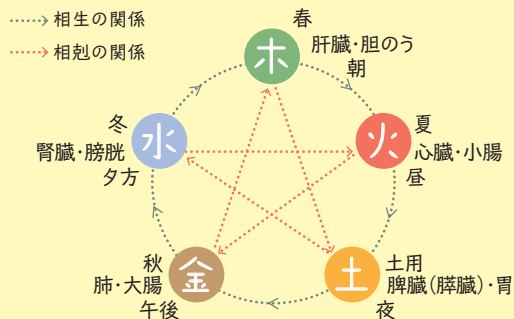 相生の関係
相剋の関係
木
春
肝臓・胆のう
朝
火
夏
心臓・小腸
昼
土
土用
脾臓(膵臓)・胃
夜
金
秋
肺・大腸
午後
水
冬
腎臓・膀胱
夕方